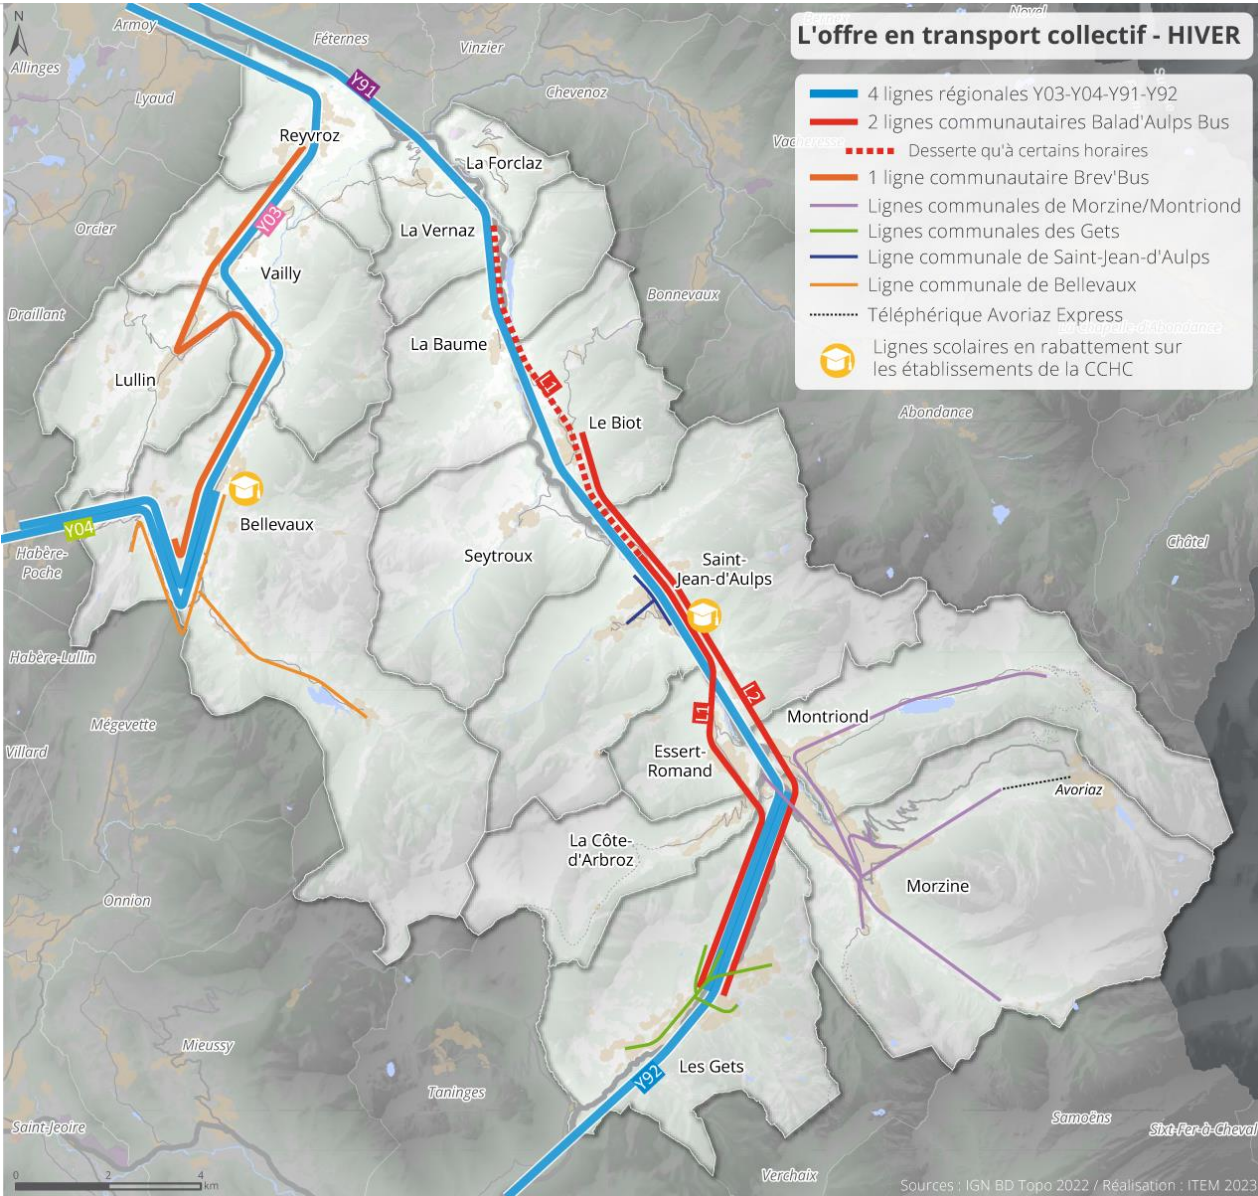 L'offre en transport collectif - HIVER
4 lignes régionales Y03-Y04-Y91-Y92
2 lignes communautaires Balad'Aulps Bus
Desserte qu'à certains horaires
1 ligne communautaire Brev'Bus
Lignes communales de Morzine/Montriond
Lignes communales des Gets
Ligne communale de Saint-Jean-d'Aulps
Ligne communale de Bellevaux
Téléphérique Avoriaz Express
Lignes scolaires en rabattement sur
les établissements de la CCHC
N
Armoy
Féternes
Vinzier
Novel
Allinges
Lyaud
Y91
Chevenoz
Reyvroz
La Forclaz
Orcier
Y03
La Vernaz
Vailly
Bonnevaux
Draillant
La Chapelle-d'Abondance
La Baume
Lullin
L1
Le Biot
Abondance
Y04
Bellevaux
Habère-
Poche
Seytroux
Saint-
Jean-d'Aulps
Châtel
Habère-Lullin
Mégevette
L1
L2
Montriond
Villard
Essert-
Romand
Avoriaz
La Côte-
d'Arbroz
Morzine
Onnion
Mieussy
Les Gets
Y92
Taninges
Saint-Jeoire
Samoëns
Sixt-Fer-à-Cheval
Verchaix
0 2 4
km
Sources : IGN BD Topo 2022 / Réalisation : ITEM 2023